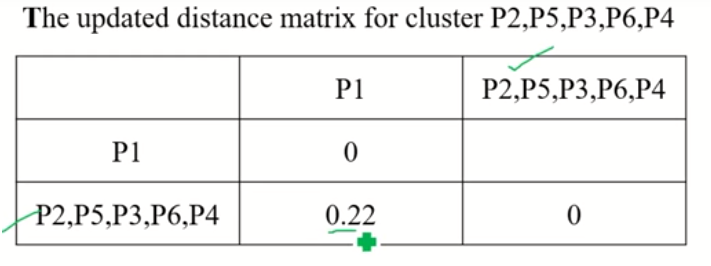 The updated distance matrix for cluster P2,P5,P3,P6,P4
P1 P2,P5,P3,P6,P4
P1 0
P2,P5,P3,P6,P4 0.22 0